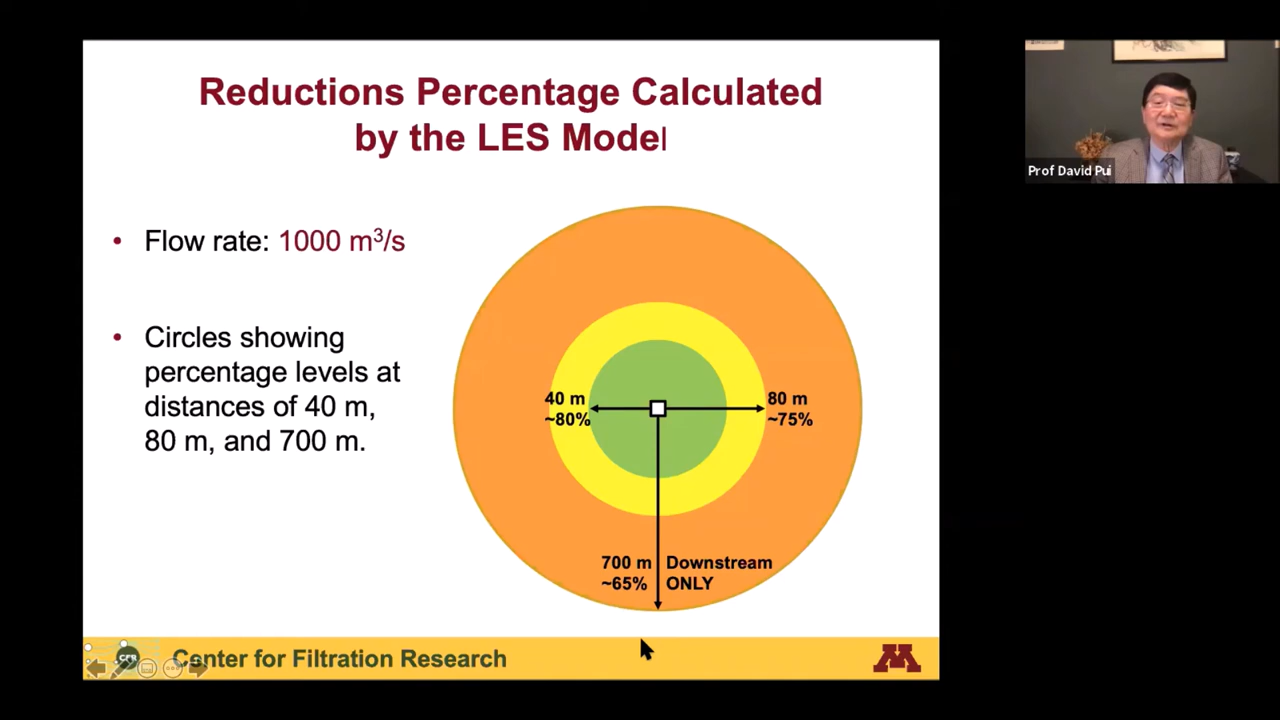 Reductions Percentage Calculated
by the LES Model
• Flow rate: 1000 m³/s
• Circles showing
percentage levels at
distances of 40 m,
80 m, and 700 m.
40 m
~80%
80 m
~75%
700 m
~65%
Downstream
ONLY
CFR
Center for Filtration Research
M
Prof David Pui